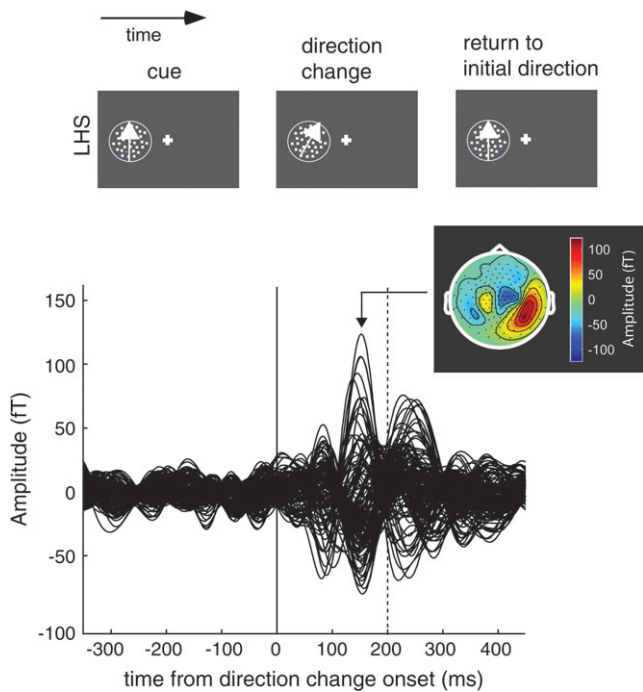 time
cue
direction
change
return to
initial direction
LHS
Amplitude (fT)
100
50
0
-50
-100
Amplitude (fT)
150
100
50
0
-50
-100
-300
-200
-100
0
100
200
300
400
time from direction change onset (ms)